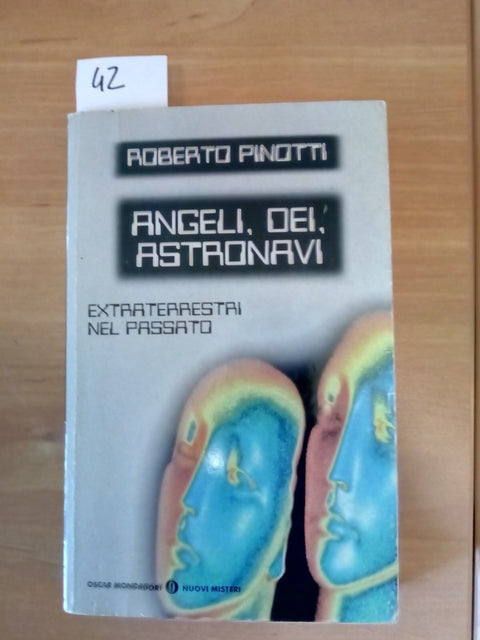 42
ROBERTO PINOTTI
ANGELI, DEI,
ASTRONAVI
EXTRATERRESTRI
NEL PASSATO
OSCAR MONDADORI NUOVI MISTERI